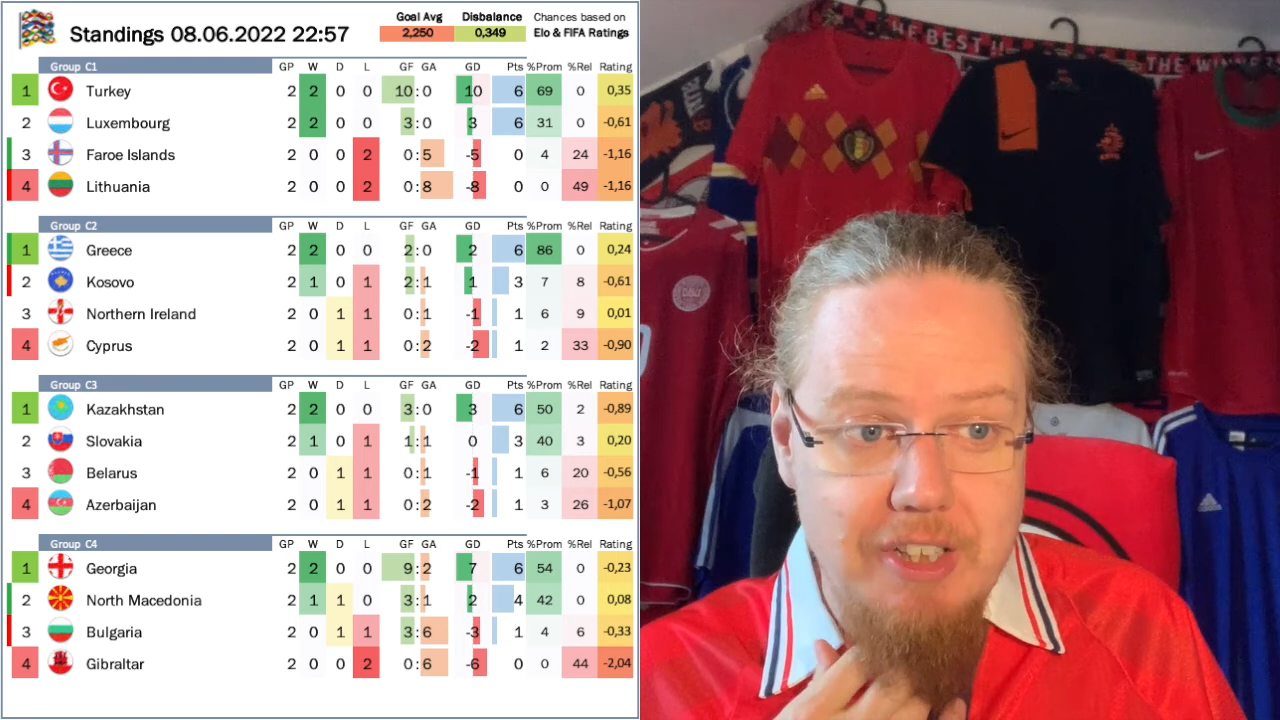 Standings 08.06.2022 22:57
Goal Avg Disbalance Chances based on
2,250 0,349 Elo & FIFA Ratings
Group C1 GP W D L GF GA GD Pts %Prom %Rel Rating
1 Turkey 2 2 0 0 10:0 10 6 69 0 0,35
2 Luxembourg 2 2 0 0 3:0 3 6 31 0 -0,61
3 Faroe Islands 2 0 0 2 0:5 -5 0 4 24 -1,16
4 Lithuania 2 0 0 2 0:8 -8 0 0 49 -1,16
Group C2 GP W D L GF GA GD Pts %Prom %Rel Rating
1 Greece 2 2 0 0 2:0 2 6 86 0 0,24
2 Kosovo 2 1 0 1 2:1 1 3 7 8 -0,61
3 Northern Ireland 2 0 1 1 0:1 -1 1 6 9 0,01
4 Cyprus 2 0 1 1 0:2 -2 1 2 33 -0,90
Group C3 GP W D L GF GA GD Pts %Prom %Rel Rating
1 Kazakhstan 2 2 0 0 3:0 3 6 50 2 -0,89
2 Slovakia 2 1 0 1 1:1 0 3 40 3 0,20
3 Belarus 2 0 1 1 0:1 -1 1 6 20 -0,56
4 Azerbaijan 2 0 1 1 0:2 -2 1 3 26 -1,07
Group C4 GP W D L GF GA GD Pts %Prom %Rel Rating
1 Georgia 2 2 0 0 9:2 7 6 54 0 -0,23
2 North Macedonia 2 1 1 0 3:1 2 4 42 0 0,08
3 Bulgaria 2 0 1 1 3:6 -3 1 4 6 -0,33
4 Gibraltar 2 0 0 2 0:6 -6 0 0 44 -2,04
THE BEST
THE WINNER
DBU